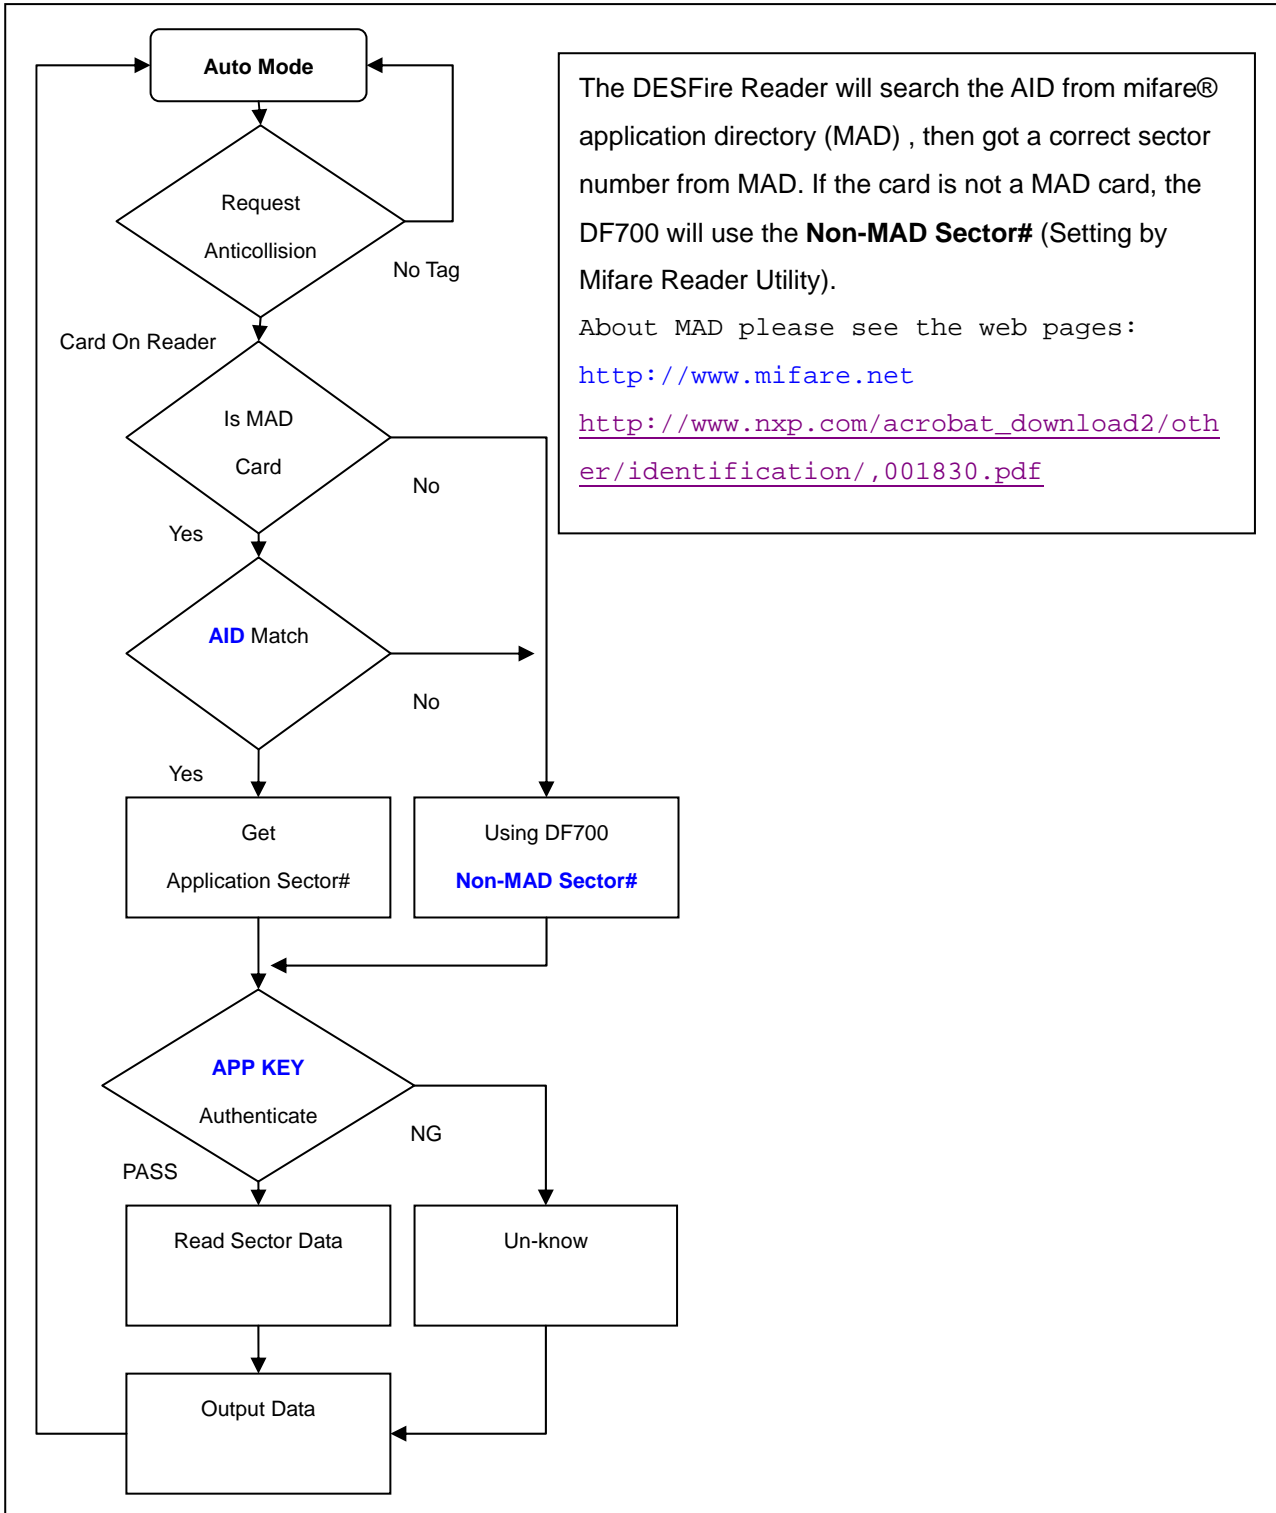 Auto Mode
Request
Anticollision
No Tag
Card On Reader
Is MAD
Card
No
Yes
AID Match
No
Yes
Get
Application Sector#
Using DF700
Non-MAD Sector#
APP KEY
Authenticate
NG
PASS
Read Sector Data
Un-know
Output Data
The DESFire Reader will search the AID from mifare®
application directory (MAD) , then got a correct sector
number from MAD. If the card is not a MAD card, the
DF700 will use the Non-MAD Sector# (Setting by
Mifare Reader Utility).
About MAD please see the web pages:
http://www.mifare.net
http://www.nxp.com/acrobat_download2/oth
er/identification/,001830.pdf